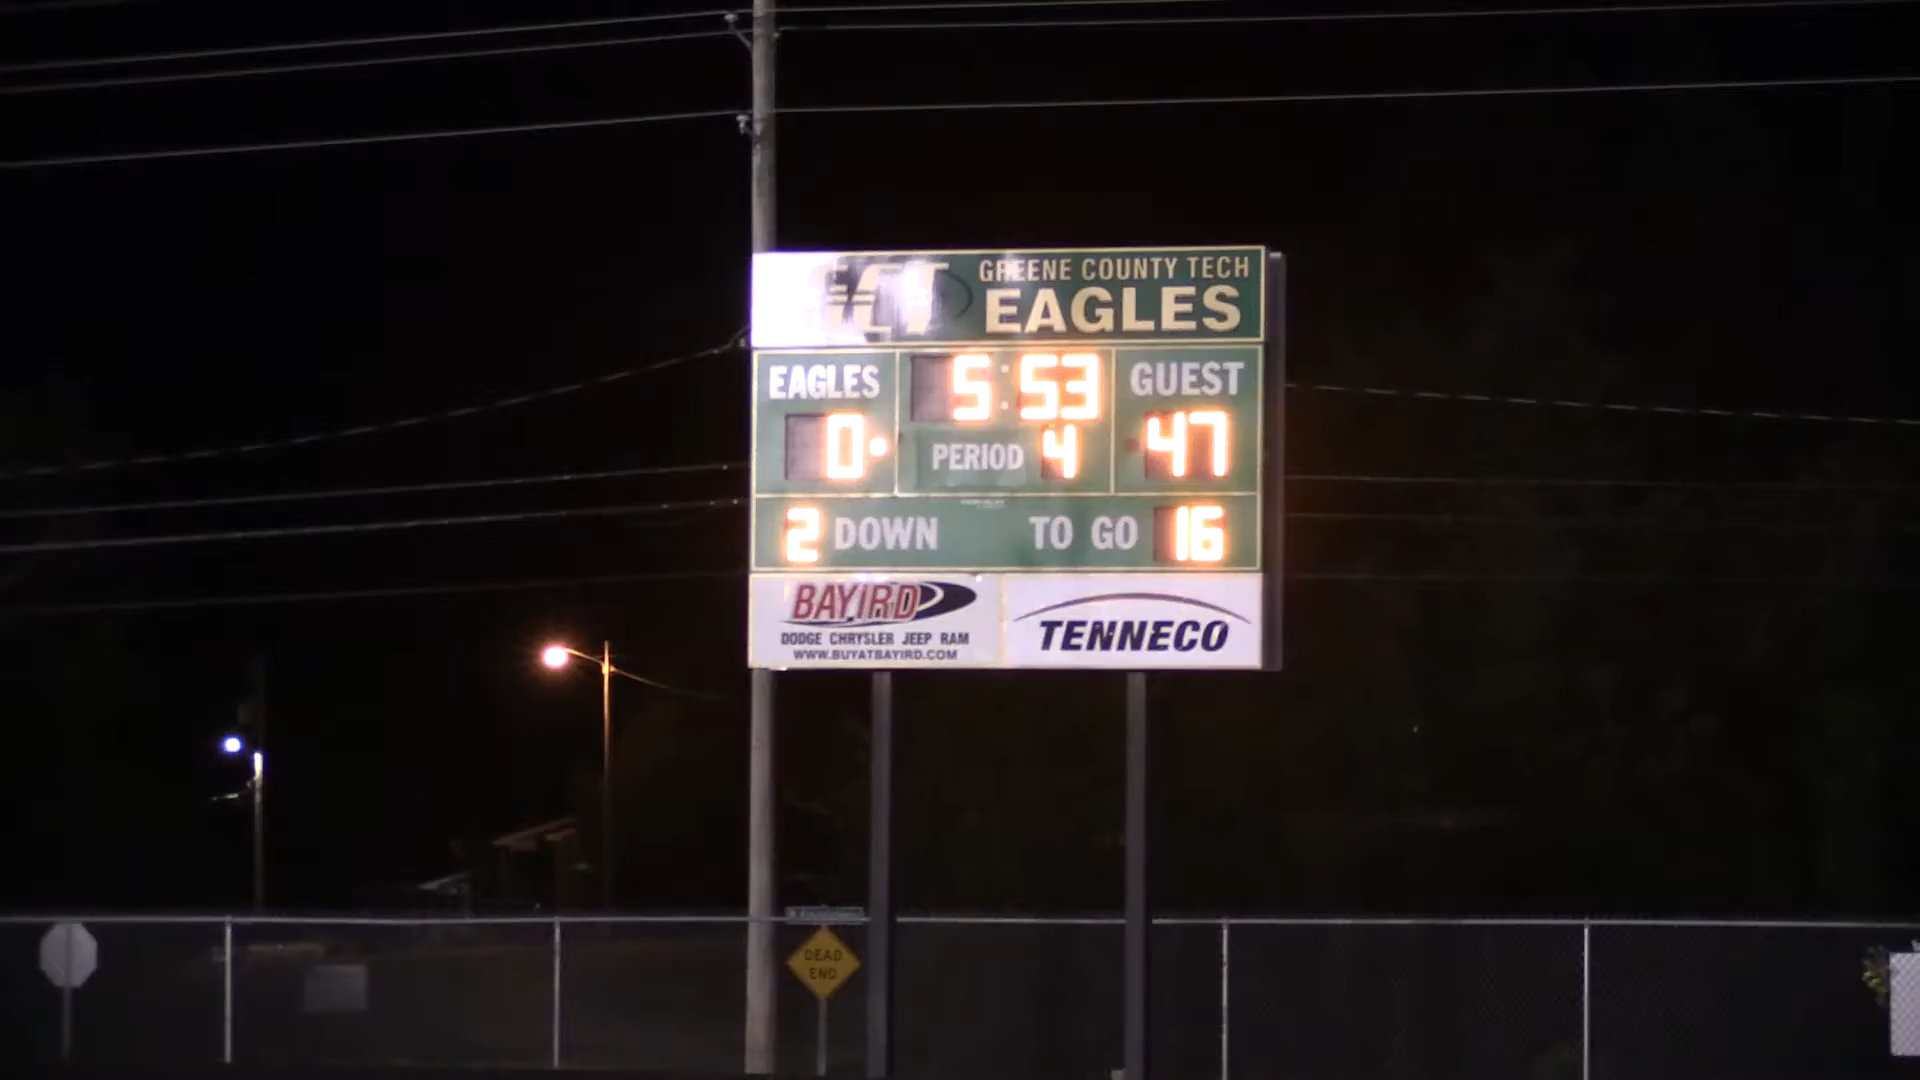 GCT
GREENE COUNTY TECH
EAGLES
EAGLES 5:53 GUEST
0 PERIOD 4 47
2 DOWN TO GO 16
BAYIRD
DODGE CHRYSLER JEEP RAM
WWW.BUYATBAYIRD.COM
TENNECO
DEAD
END